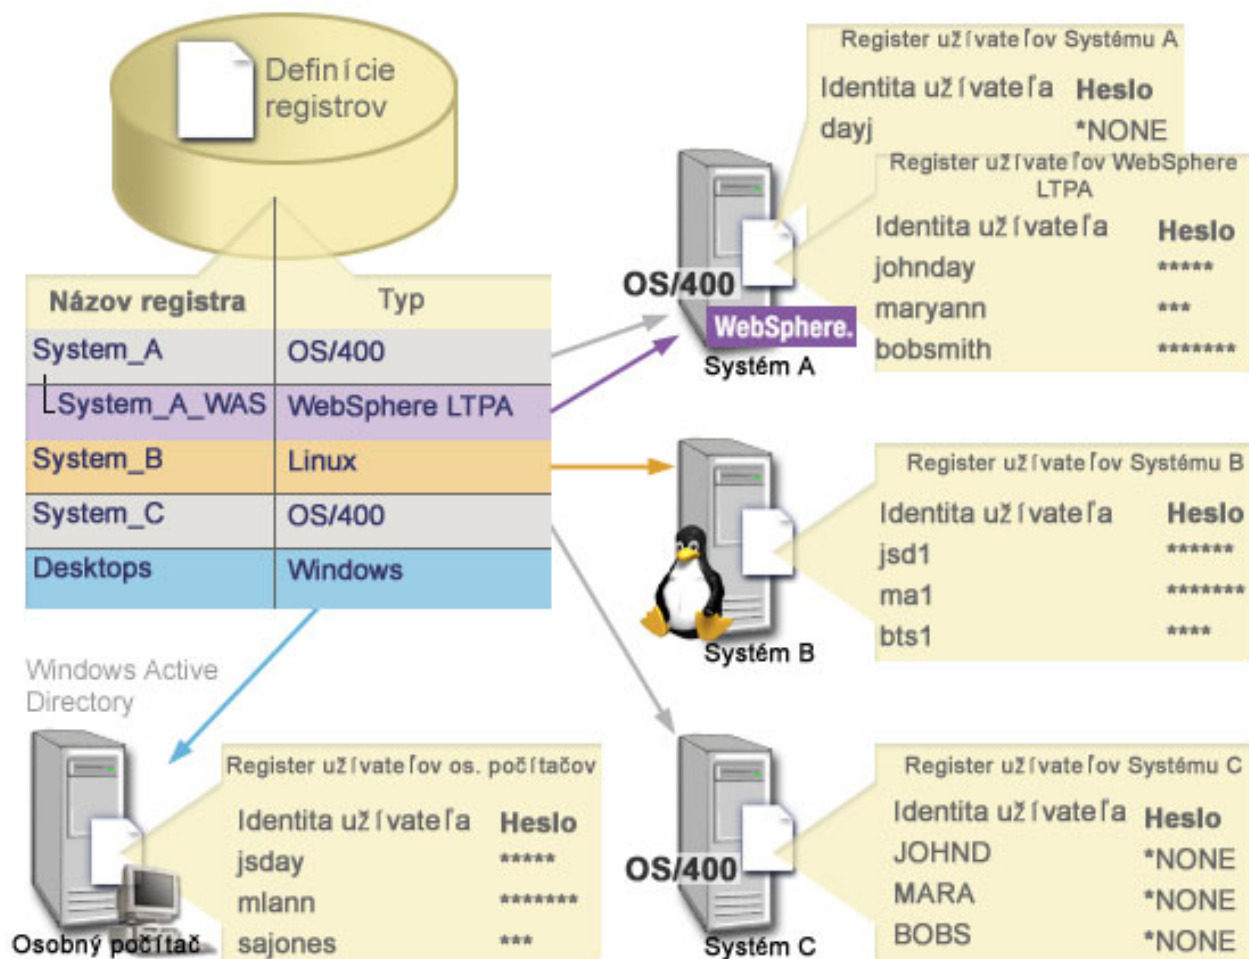 Definície
registrov
Názov registra Typ
System_A OS/400
System_A_WAS WebSphere LTPA
System_B Linux
System_C OS/400
Desktops Windows
Register užívateľov Systému A
Identita užívateľa Heslo
dayj *NONE
Register užívateľov WebSphere
LTPA
Identita užívateľa Heslo
johnday *****
maryann ***
bobsmith *******
OS/400
WebSphere.
Systém A
Register užívateľov Systému B
Identita užívateľa Heslo
jsd1 ******
ma1 *******
bts1 ****
Systém B
Windows Active
Directory
Register užívateľov os. počítačov
Identita užívateľa Heslo
jsday *****
mlann *******
sajones ***
Osobný počítač
Register užívateľov Systému C
Identita užívateľa Heslo
JOHND *NONE
MARA *NONE
BOBS *NONE
OS/400
Systém C